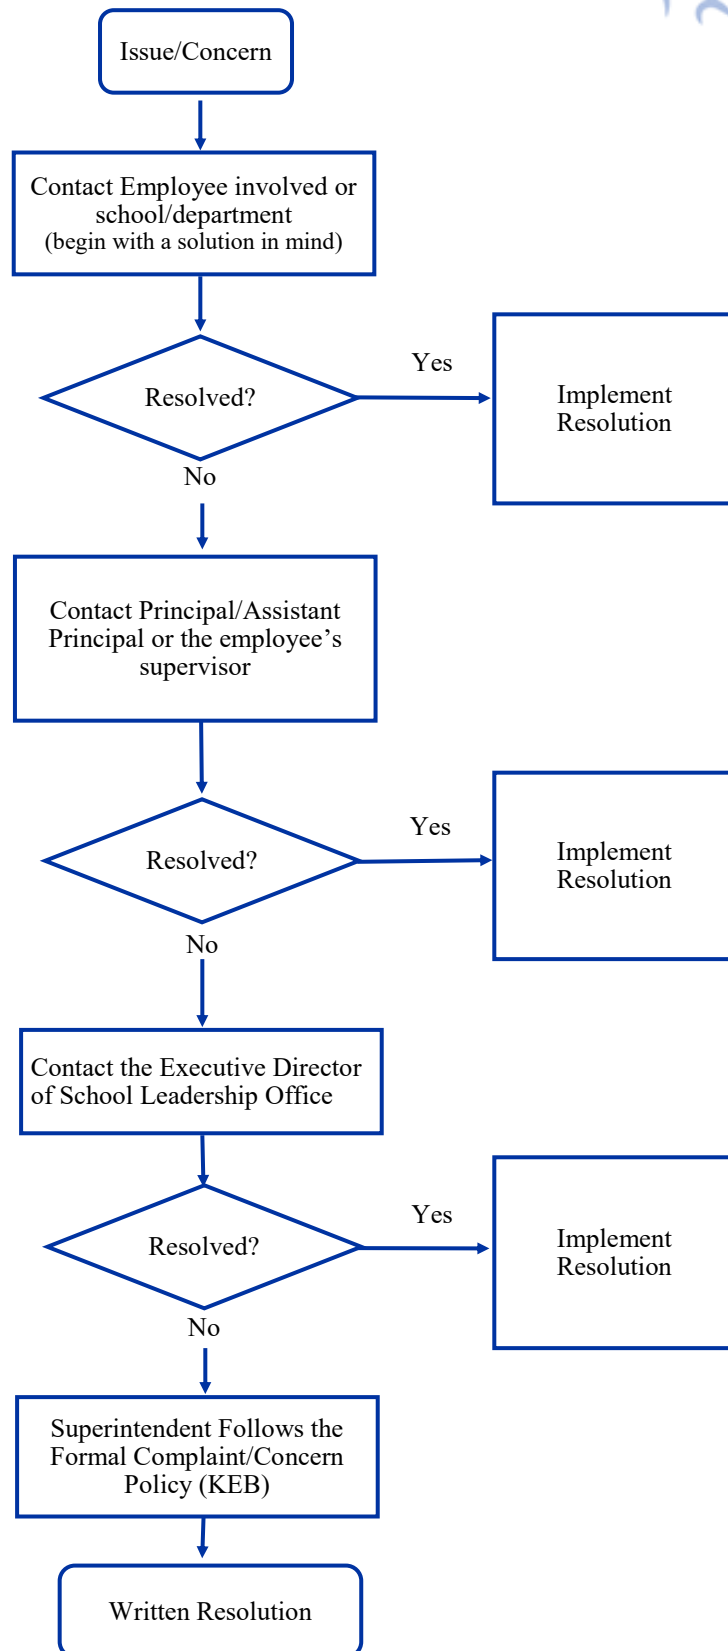 Issue/Concern
Contact Employee involved or
school/department
(begin with a solution in mind)
Resolved?
Yes
Implement
Resolution
No
Contact Principal/Assistant
Principal or the employee’s
supervisor
Resolved?
Yes
Implement
Resolution
No
Contact the Executive Director
of School Leadership Office
Resolved?
Yes
Implement
Resolution
No
Superintendent Follows the
Formal Complaint/Concern
Policy (KEB)
Written Resolution